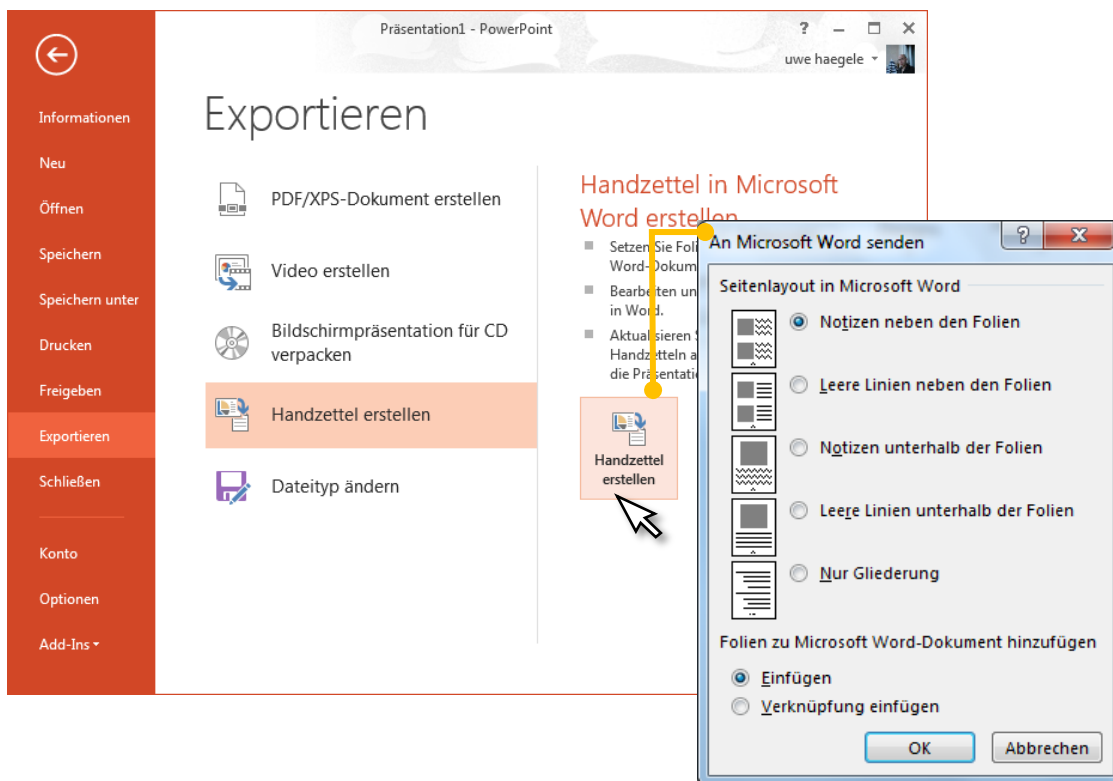 Präsentation1 - PowerPoint
?
uwe haegele
Informationen
Neu
Öffnen
Speichern
Speichern unter
Drucken
Freigeben
Exportieren
Schließen
Konto
Optionen
Add-Ins
Exportieren
PDF/XPS-Dokument erstellen
Video erstellen
Bildschirmpräsentation für CD
verpacken
Handzettel erstellen
Dateityp ändern
Handzettel in Microsoft
Word erstellen
Setzen Sie
Word-Dokum
Bearbeiten un
in Word.
Aktualisieren
Handzetteln a
die Präsentati
Handzettel
erstellen
An Microsoft Word senden
?
Seitenlayout in Microsoft Word
Notizen neben den Folien
Leere Linien neben den Folien
Notizen unterhalb der Folien
Leere Linien unterhalb der Folien
Nur Gliederung
Folien zu Microsoft Word-Dokument hinzufügen
Einfügen
Verknüpfung einfügen
OK
Abbrechen